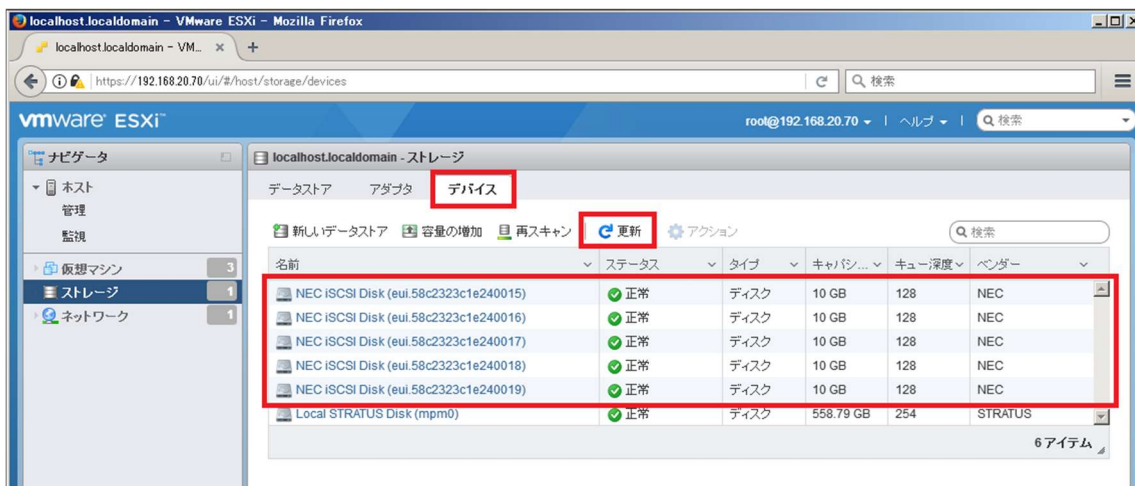 localhost.localdomain - VMware ESXi - Mozilla Firefox
localhost.localdomain - VM...
https://192.168.20.70/ui/#/host/storage/devices
検索
vmware ESXi™
root@192.168.20.70
ヘルプ
検索
ナビゲータ
ホスト
管理
監視
仮想マシン 3
ストレージ 1
ネットワーク 1
localhost.localdomain - ストレージ
データストア アダプタ デバイス
新しいデータストア 容量の増加 再スキャン 更新 アクション 検索
名前 ステータス タイプ キャパシ... キュー深度 ベンダー
NEC iSCSI Disk (eui.58c2323c1e240015) 正常 ディスク 10 GB 128 NEC
NEC iSCSI Disk (eui.58c2323c1e240016) 正常 ディスク 10 GB 128 NEC
NEC iSCSI Disk (eui.58c2323c1e240017) 正常 ディスク 10 GB 128 NEC
NEC iSCSI Disk (eui.58c2323c1e240018) 正常 ディスク 10 GB 128 NEC
NEC iSCSI Disk (eui.58c2323c1e240019) 正常 ディスク 10 GB 128 NEC
Local STRATUS Disk (mpm0) 正常 ディスク 558.79 GB 254 STRATUS
6 アイテム